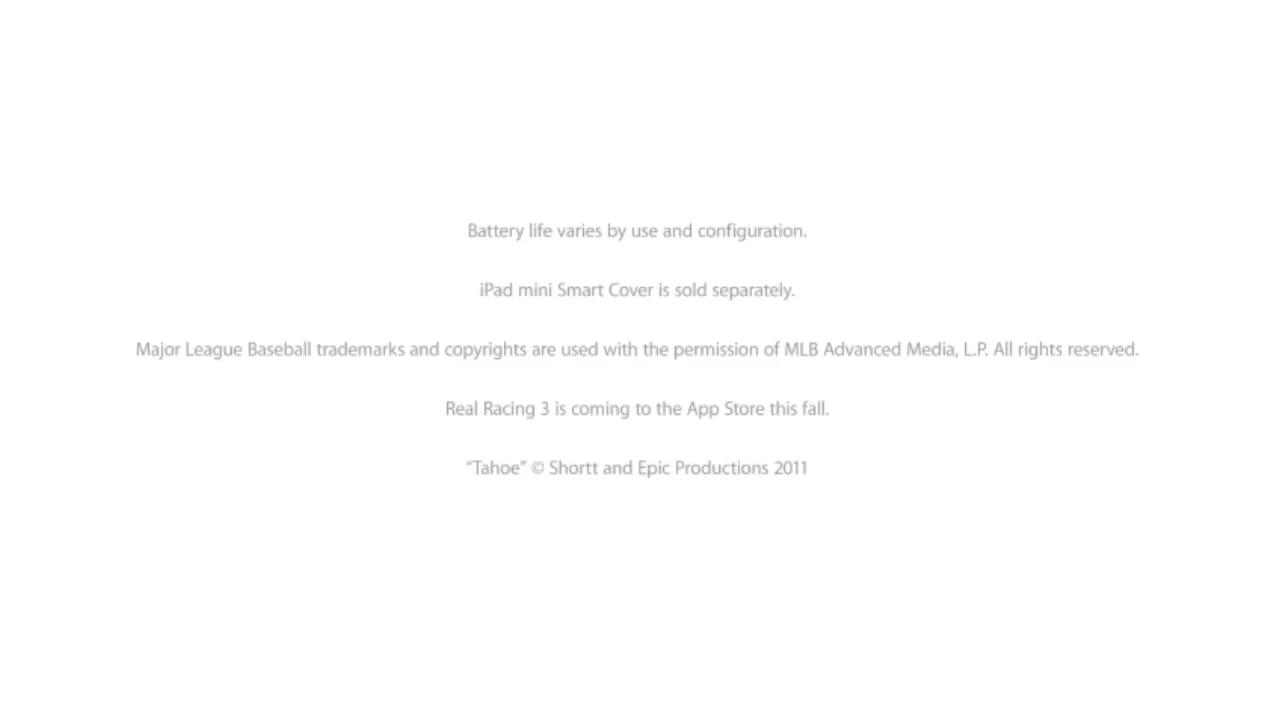 Battery life varies by use and configuration.
iPad mini Smart Cover is sold separately.
Major League Baseball trademarks and copyrights are used with the permission of MLB Advanced Media, L.P. All rights reserved.
Real Racing 3 is coming to the App Store this fall.
“Tahoe” © Shortt and Epic Productions 2011